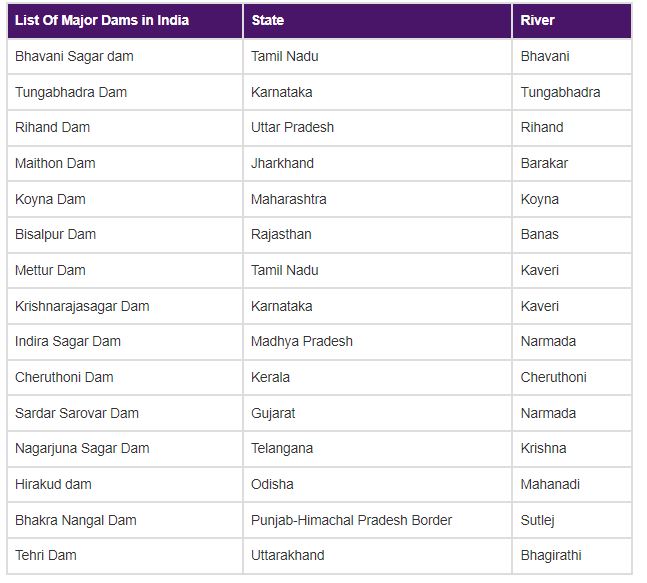 List Of Major Dams in India State River
Bhavani Sagar dam Tamil Nadu Bhavani
Tungabhadra Dam Karnataka Tungabhadra
Rihand Dam Uttar Pradesh Rihand
Maithon Dam Jharkhand Barakar
Koyna Dam Maharashtra Koyna
Bisalpur Dam Rajasthan Banas
Mettur Dam Tamil Nadu Kaveri
Krishnarajasagar Dam Karnataka Kaveri
Indira Sagar Dam Madhya Pradesh Narmada
Cheruthoni Dam Kerala Cheruthoni
Sardar Sarovar Dam Gujarat Narmada
Nagarjuna Sagar Dam Telangana Krishna
Hirakud dam Odisha Mahanadi
Bhakra Nangal Dam Punjab-Himachal Pradesh Border Sutlej
Tehri Dam Uttarakhand Bhagirathi